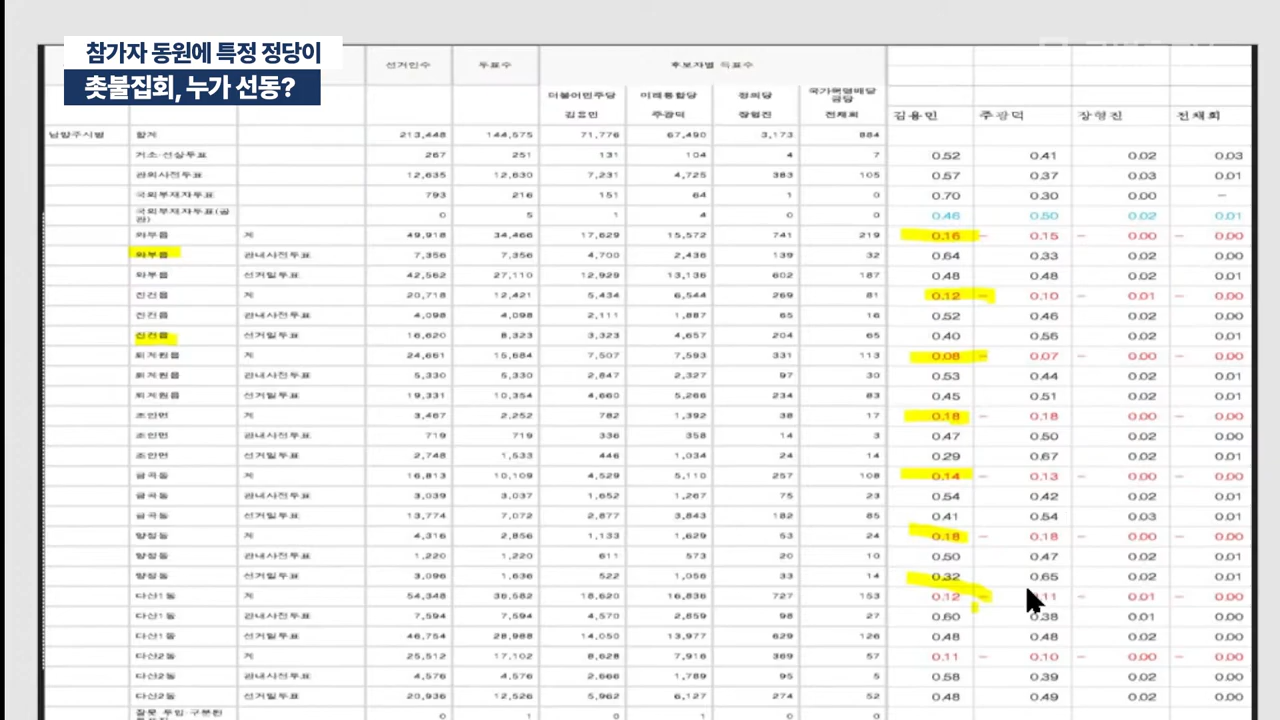 참가자 동원에 특정 정당이
촛불집회, 누가 선동?
선거인수 투표수 후보자별 득표수
더불어민주당 미래통합당 정의당 국가혁명배당금당
김용민 주광덕 장형진 전채희 김용민 주광덕 장형진 전채희
남양주시병 합계 213,448 144,575 71,776 67,490 3,173 884
거소·선상투표 267 251 131 104 4 7 0.52 0.41 0.02 0.03
관외사전투표 12,635 12,630 7,231 4,725 383 105 0.57 0.37 0.03 0.01
국외부재자투표 793 216 151 64 1 0 0.70 0.30 0.00 –
국외부재자투표(공관) 0 5 1 4 0 0 0.46 0.50 0.02 0.01
와부읍 계 49,918 34,466 17,629 15,572 741 219 0.16 – 0.15 – 0.00 – 0.00
와부읍 관내사전투표 7,356 7,356 4,700 2,436 139 32 0.64 0.33 0.02 0.00
와부읍 선거일투표 42,562 27,110 12,929 13,136 602 187 0.48 0.48 0.02 0.01
진건읍 계 20,718 12,421 5,434 6,544 269 81 0.12 – 0.10 – 0.01 – 0.00
진건읍 관내사전투표 4,098 4,098 2,111 1,887 65 16 0.52 0.46 0.02 0.00
진건읍 선거일투표 16,620 8,323 3,323 4,657 204 65 0.40 0.56 0.02 0.01
퇴계원읍 계 24,661 15,684 7,507 7,593 331 113 0.08 – 0.07 – 0.00 – 0.00
퇴계원읍 관내사전투표 5,330 5,330 2,847 2,327 97 30 0.53 0.44 0.02 0.01
퇴계원읍 선거일투표 19,331 10,354 4,660 5,266 234 83 0.45 0.51 0.02 0.01
조안면 계 3,467 2,252 782 1,392 38 17 0.18 – 0.18 – 0.00 – 0.00
조안면 관내사전투표 719 719 336 358 14 3 0.47 0.50 0.02 0.00
조안면 선거일투표 2,748 1,533 446 1,034 24 14 0.29 0.67 0.02 0.01
금곡동 계 16,813 10,109 4,529 5,110 257 108 0.14 – 0.13 – 0.00 – 0.00
금곡동 관내사전투표 3,039 3,037 1,652 1,267 75 23 0.54 0.42 0.02 0.01
금곡동 선거일투표 13,774 7,072 2,877 3,843 182 85 0.41 0.54 0.03 0.01
양정동 계 4,316 2,856 1,133 1,629 53 24 0.18 – 0.18 – 0.00 – 0.00
양정동 관내사전투표 1,220 1,220 611 573 20 10 0.50 0.47 0.02 0.01
양정동 선거일투표 3,096 1,636 522 1,056 33 14 0.32 0.65 0.02 0.01
다산1동 계 54,348 36,582 18,620 16,836 727 153 0.12 – 0.11 – 0.01 – 0.00
다산1동 관내사전투표 7,594 7,594 4,570 2,859 98 27 0.60 0.38 0.01 0.00
다산1동 선거일투표 46,754 28,988 14,050 13,977 629 126 0.48 0.48 0.02 0.00
다산2동 계 25,512 17,102 8,628 7,916 369 57 0.11 – 0.10 – 0.00 – 0.00
다산2동 관내사전투표 4,576 4,576 2,666 1,789 95 5 0.58 0.39 0.02 0.00
다산2동 선거일투표 20,936 12,526 5,962 6,127 274 52 0.48 0.49 0.02 0.00
잘못 투입·구분된 0 1 0 1 0 0